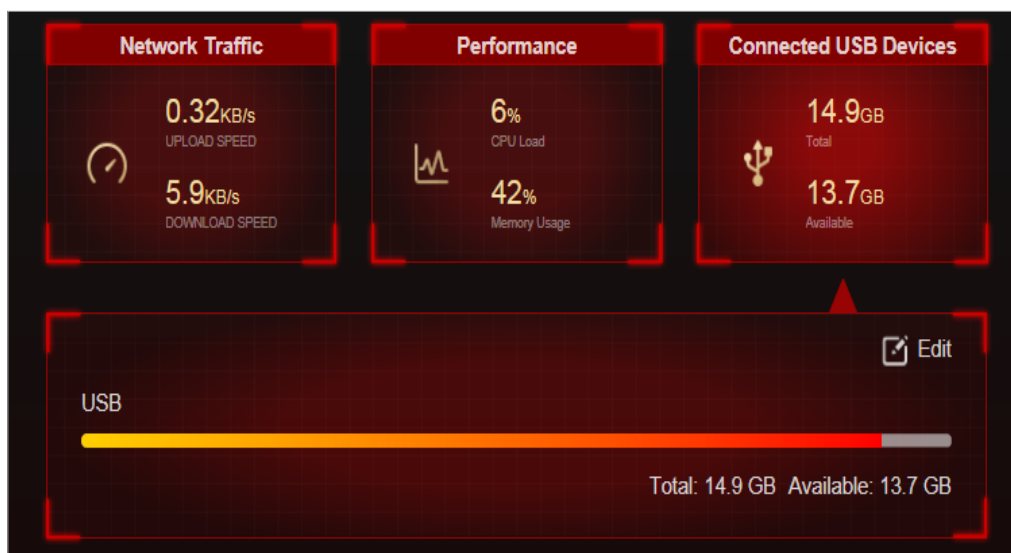 Network Traffic
0.32KB/s
UPLOAD SPEED
5.9KB/s
DOWNLOAD SPEED
Performance
6%
CPU Load
42%
Memory Usage
Connected USB Devices
14.9GB
Total
13.7GB
Available
Edit
USB
Total: 14.9 GB Available: 13.7 GB